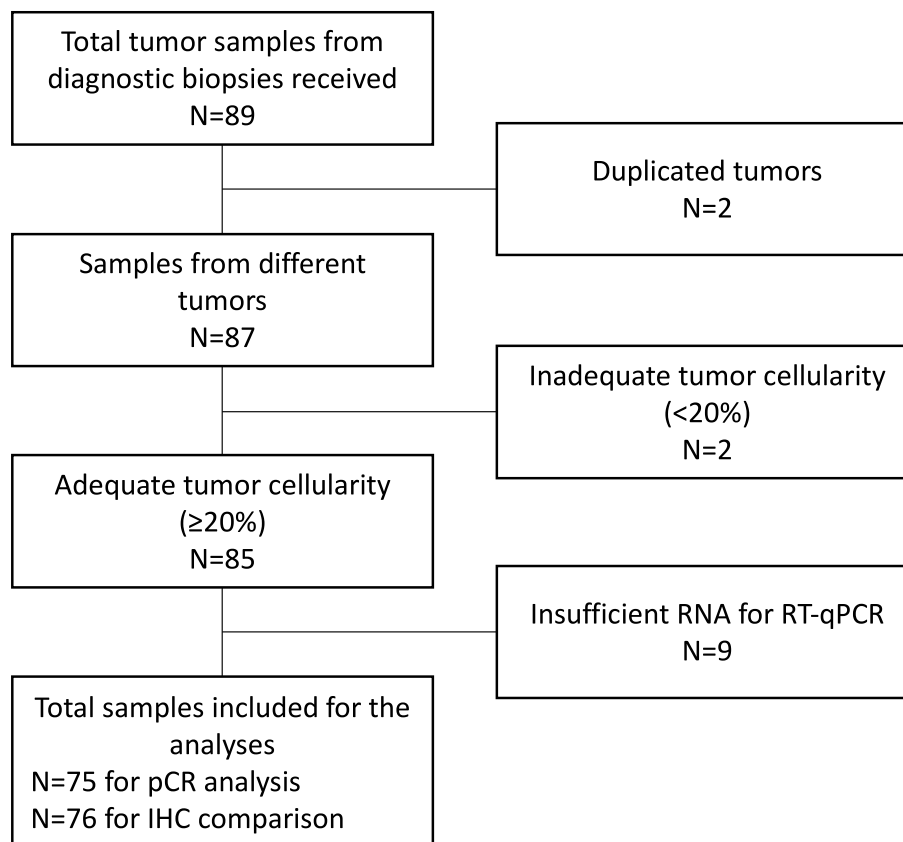 Total tumor samples from
diagnostic biopsies received
N=89
Duplicated tumors
N=2
Samples from different
tumors
N=87
Inadequate tumor cellularity
(<20%)
N=2
Adequate tumor cellularity
(≥20%)
N=85
Insufficient RNA for RT-qPCR
N=9
Total samples included for the
analyses
N=75 for pCR analysis
N=76 for IHC comparison